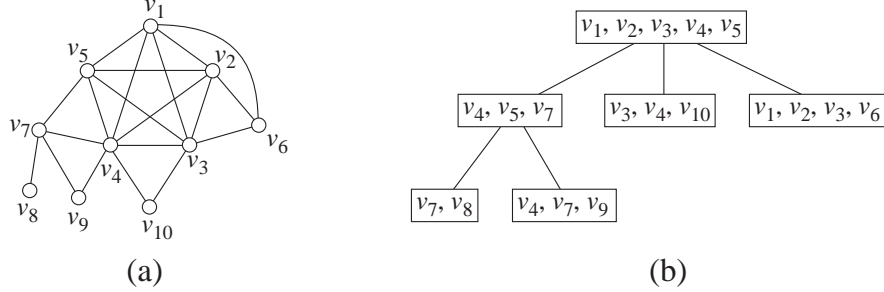 v1
v5
v2
v7
v4
v3
v6
v8
v9
v10
(a)
v1, v2, v3, v4, v5
v4, v5, v7
v3, v4, v10
v1, v2, v3, v6
v7, v8
v4, v7, v9
(b)